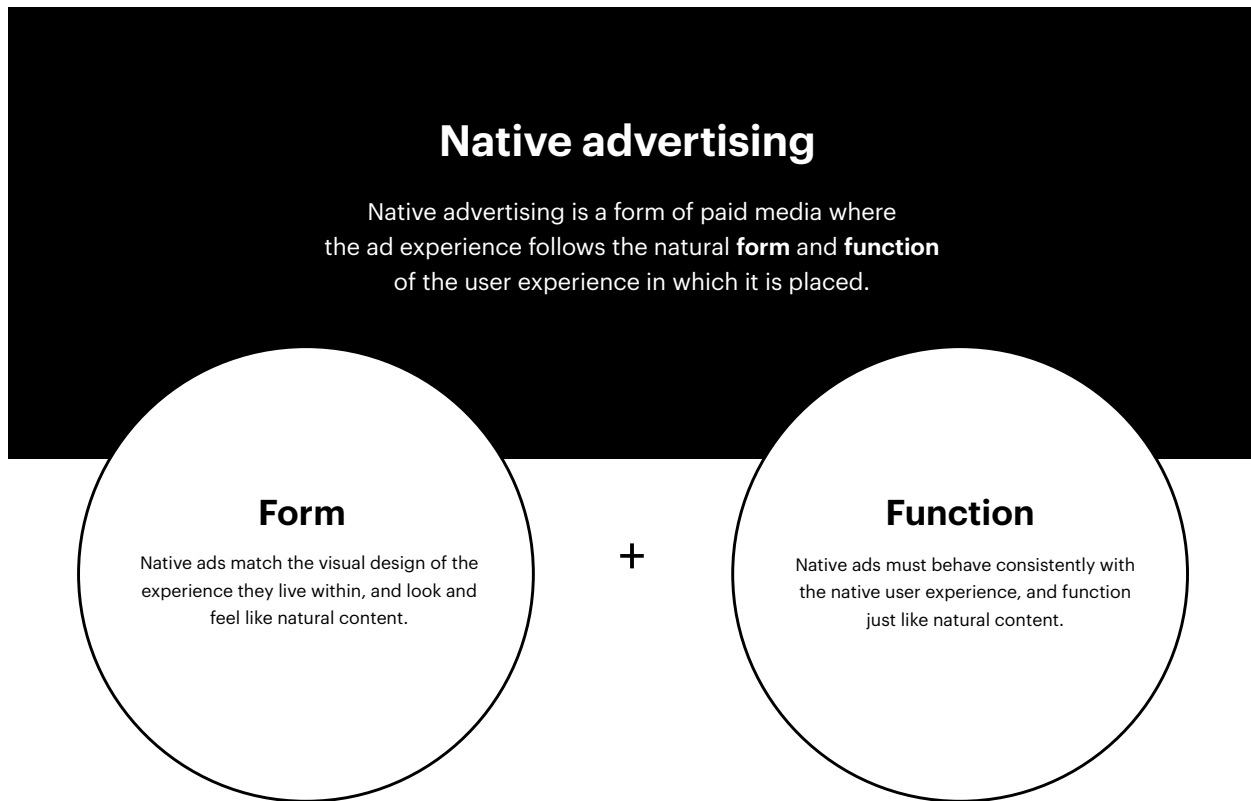 Native advertising
Native advertising is a form of paid media where
the ad experience follows the natural form and function
of the user experience in which it is placed.
Form
Native ads match the visual design of the
experience they live within, and look and
feel like natural content.
+
Function
Native ads must behave consistently with
the native user experience, and function
just like natural content.